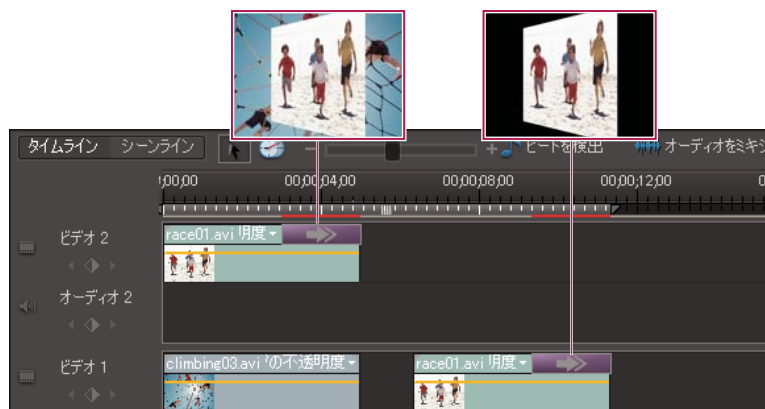 タイムライン シーンライン ビートを検出 オーディオをミキシ
;00;00 00;00;04;00 00;00;08;00 00;00;12;00 0
ビデオ 2
race01.avi 明度
オーディオ 2
ビデオ 1
climbing03.avi の不透明度 race01.avi 明度